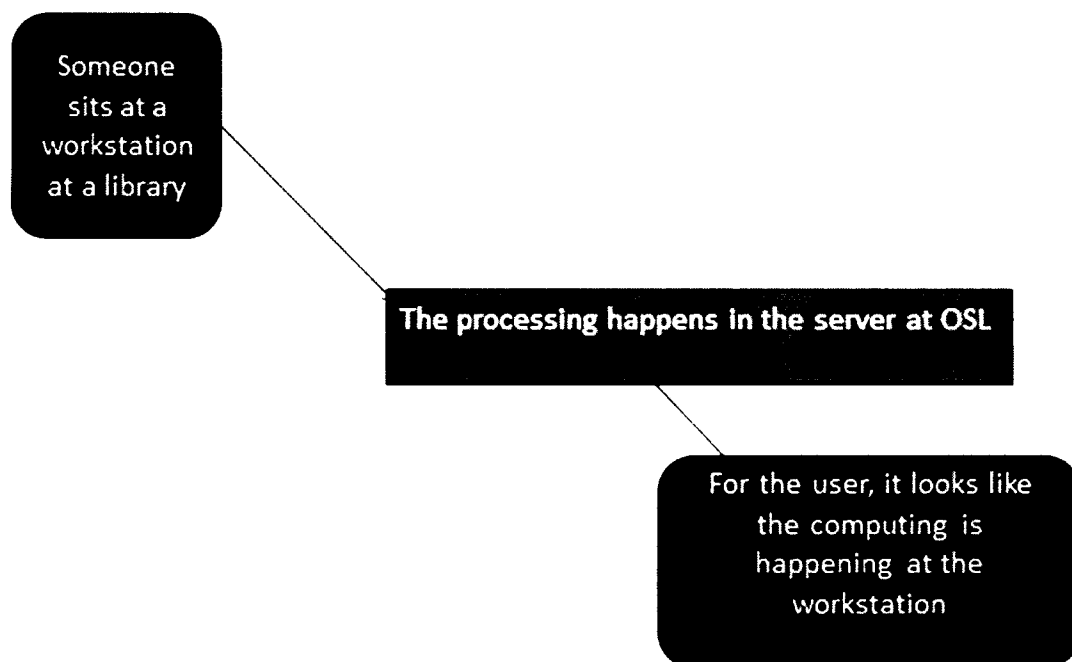 Someone
sits at a
workstation
at a library
The processing happens in the server at OSL
For the user, it looks like
the computing is
happening at the
workstation